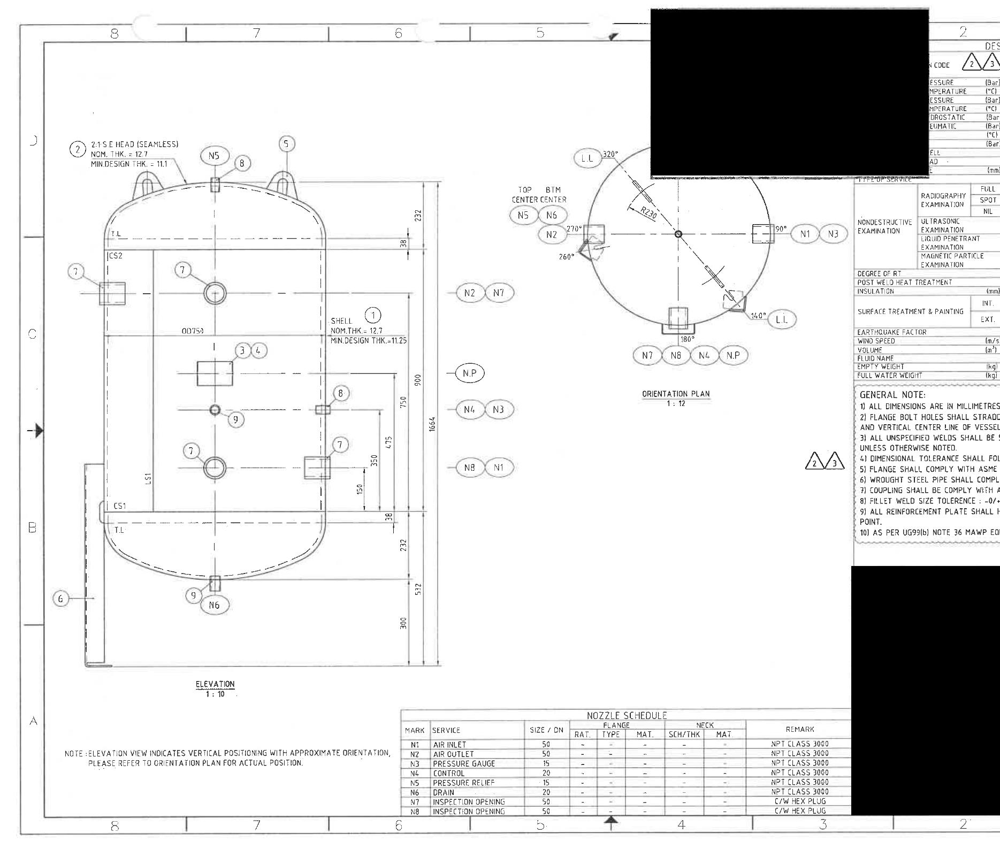 8 7 6 5 2
DES
N CODE 2 3
ESSURE (Bar)
MPERATURE (°C)
ESSURE (Bar)
MPERATURE (°C)
DROSTATIC (Bar
EUMATIC (Bar)
(°C)
(Bar
ELL
AD
E (mm)
TYPE OF SERVICE
NONDESTRUCTIVE EXAMINATION
RADIOGRAPHY EXAMINATION
FULL
SPOT
NIL
ULTRASONIC EXAMINATION
LIQUID PENETRANT EXAMINATION
MAGNETIC PARTICLE EXAMINATION
DEGREE OF RT
POST WELD HEAT TREATMENT
INSULATION (mm)
SURFACE TREATMENT & PAINTING
INT.
EXT.
EARTHQUAKE FACTOR
WIND SPEED (m/s
VOLUME (m³)
FLUID NAME
EMPTY WEIGHT (kg)
FULL WATER WEIGHT (kg)
GENERAL NOTE:
1) ALL DIMENSIONS ARE IN MILLIMETRES
2) FLANGE BOLT HOLES SHALL STRADD
AND VERTICAL CENTER LINE OF VESSEL
3) ALL UNSPECIFIED WELDS SHALL BE 
UNLESS OTHERWISE NOTED.
4) DIMENSIONAL TOLERANCE SHALL FOL
5) FLANGE SHALL COMPLY WITH ASME
6) WROUGHT STEEL PIPE SHALL COMPL
7) COUPLING SHALL BE COMPLY WITH A
8) FILLET WELD SIZE TOLERENCE : -0/+
9) ALL REINFORCEMENT PLATE SHALL H
POINT.
10) AS PER UG99(b) NOTE 36 MAWP EQ
2 3
D
C
B
A
2
2:1 S.E HEAD (SEAMLESS)
NOM. THK. = 12.7
MIN.DESIGN THK. = 11.1
N5
8
5
T.L
CS2
7
7
232
38
N2 N7
1
SHELL
NOM.THK.= 12.7
MIN.DESIGN THK.=11.25
OD750
3 4
N.P
900
750
8
9
N4 N3
1664
475
350
7
7
N8 N1
LS1
150
CS1
38
T.L
232
532
9
N6
6
300
ELEVATION
1 : 10
L.L 320°
TOP BTM
CENTER CENTER
N5 N6
N2 270°
260°
R230
90° N1 N3
140° L.L
180°
N7 N8 N4 N.P
ORIENTATION PLAN
1 : 12
NOTE : ELEVATION VIEW INDICATES VERTICAL POSITIONING WITH APPROXIMATE ORIENTATION,
PLEASE REFER TO ORIENTATION PLAN FOR ACTUAL POSITION.
NOZZLE SCHEDULE
MARK SERVICE SIZE / DN FLANGE NECK REMARK
RAT. TYPE MAT. SCH/THK MAT.
N1 AIR INLET 50 - - - - - NPT CLASS 3000
N2 AIR OUTLET 50 - - - - - NPT CLASS 3000
N3 PRESSURE GAUGE 15 - - - - - NPT CLASS 3000
N4 CONTROL 20 - - - - - NPT CLASS 3000
N5 PRESSURE RELIEF 15 - - - - - NPT CLASS 3000
N6 DRAIN 20 - - - - - NPT CLASS 3000
N7 INSPECTION OPENING 50 - - - - - C/W HEX PLUG
N8 INSPECTION OPENING 50 - - - - - C/W HEX PLUG
8 7 6 5 4 3 2